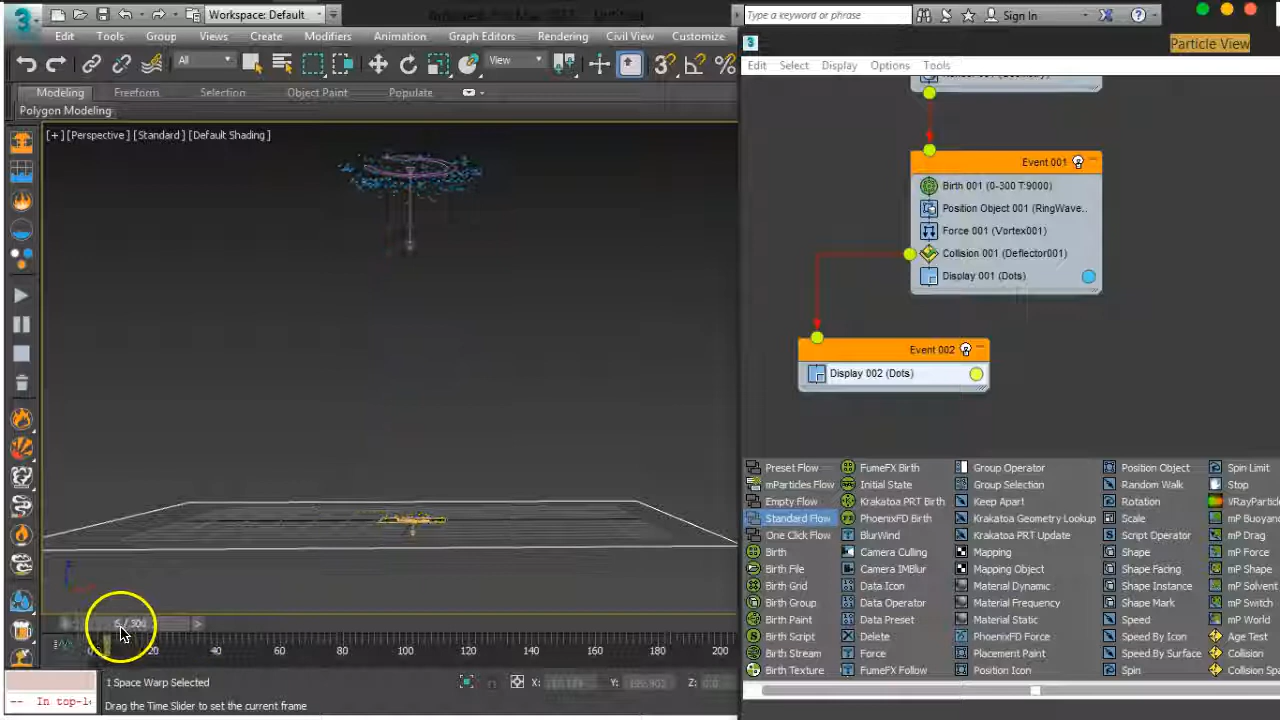 Workspace: Default
Type a keyword or phrase
Sign In
Edit Tools Group Views Create Modifiers Animation Graph Editors Rendering Civil View Customize
Particle View
All
View
Edit Select Display Options Tools
Modeling Freeform Selection Object Paint Populate
Polygon Modeling
[+] [Perspective] [Standard] [Default Shading]
Event 001
Birth 001 (0-300 T:9000)
Position Object 001 (RingWave..
Force 001 (Vortex001)
Collision 001 (Deflector001)
Display 001 (Dots)
Event 002
Display 002 (Dots)
Preset Flow FumeFX Birth Group Operator Position Object Spin Limit
mParticles Flow Initial State Group Selection Random Walk Stop
Empty Flow Krakatoa PRT Birth Keep Apart Rotation VRayParticle
Standard Flow PhoenixFD Birth Krakatoa Geometry Lookup Scale mP Buoyanc
One Click Flow BlurWind Krakatoa PRT Update Script Operator mP Drag
Birth Camera Culling Mapping Shape mP Force
Birth File Camera IMBlur Mapping Object Shape Facing mP Shape
Birth Grid Data Icon Material Dynamic Shape Instance mP Solvent
Birth Group Data Operator Material Frequency Shape Mark mP Switch
Birth Paint Data Preset Material Static Speed mP World
Birth Script Delete PhoenixFD Force Speed By Icon Age Test
Birth Stream Force Placement Paint Speed By Surface Collision
Birth Texture FumeFX Follow Position Icon Spin Collision Sp
20 40 60 80 100 120 140 160 180 200
1 Space Warp Selected
X: Y: Z:
-- In top-l
Drag the Time Slider to set the current frame